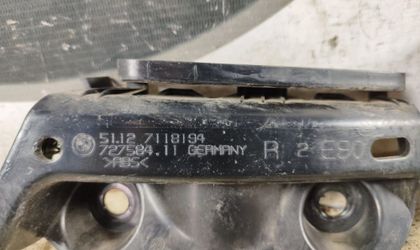 51.12 7118194
727584.11 GERMANY R 2 E90
>ABS<